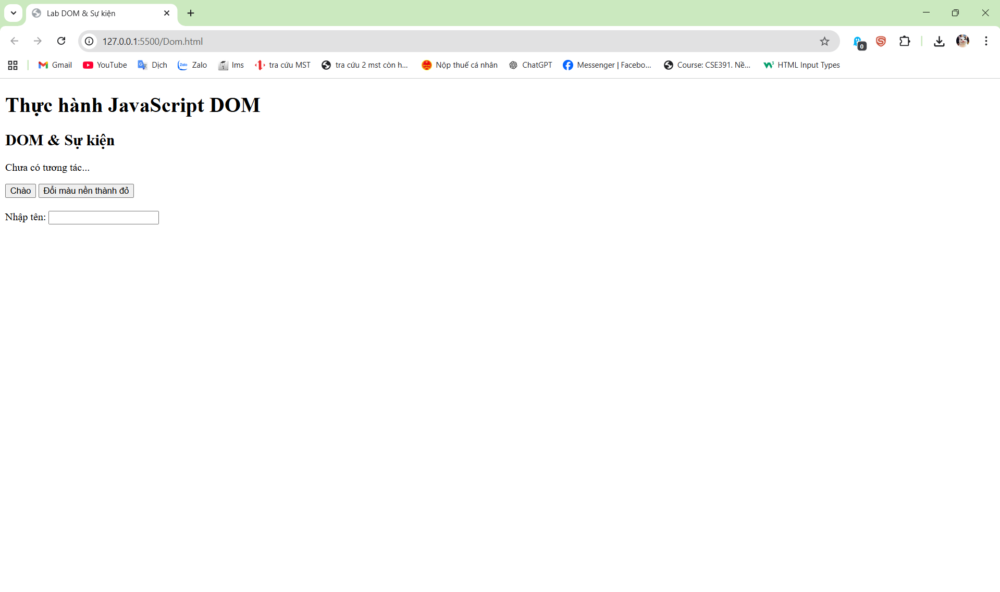 Lab DOM & Sự kiện
127.0.0.1:5500/Dom.html
0
Gmail YouTube Dịch Zalo Zalo Ims tra cứu MST tra cứu 2 mst còn h... Nộp thuế cá nhân ChatGPT Messenger | Facebo... Course: CSE391. Nề... HTML Input Types
Thực hành JavaScript DOM
DOM & Sự kiện
Chưa có tương tác...
Chào Đổi màu nền thành đỏ
Nhập tên: